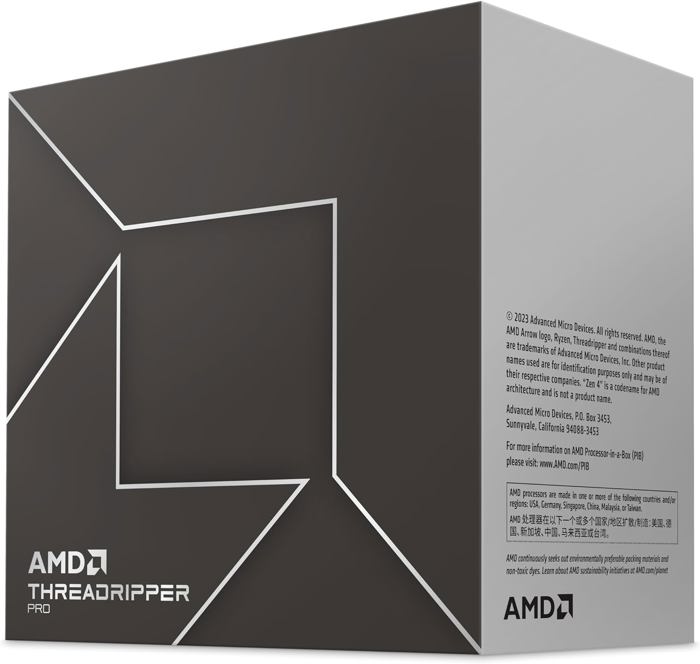 AMD
THREADRIPPER
PRO
© 2023 Advanced Micro Devices. All rights reserved. AMD, the
AMD Arrow logo, Ryzen, Threadripper and combinations thereof
are trademarks of Advanced Micro Devices, Inc. Other product
names used are for identification purposes only and may be of
their respective companies. "Zen 4" is a codename for AMD
architecture and is not a product name.
Advanced Micro Devices, P.O. Box 3453,
Sunnyvale, California 94088-3453
For more information on AMD Processor-in-a-Box (PIB)
please visit: www.AMD.com/PIB
AMD processors are made in one or more of the following countries and/or
regions: USA, Germany, Singapore, China, Malaysia, or Taiwan.
AMD 处理器在以下一个或多个国家/地区扩散/制造：美国、德
国、新加坡、中国、马来西亚或台湾。
AMD continuously seeks out environmentally preferable packing materials and
non-toxic dyes. Learn about AMD sustainability initiatives at AMD.com/planet
AMD